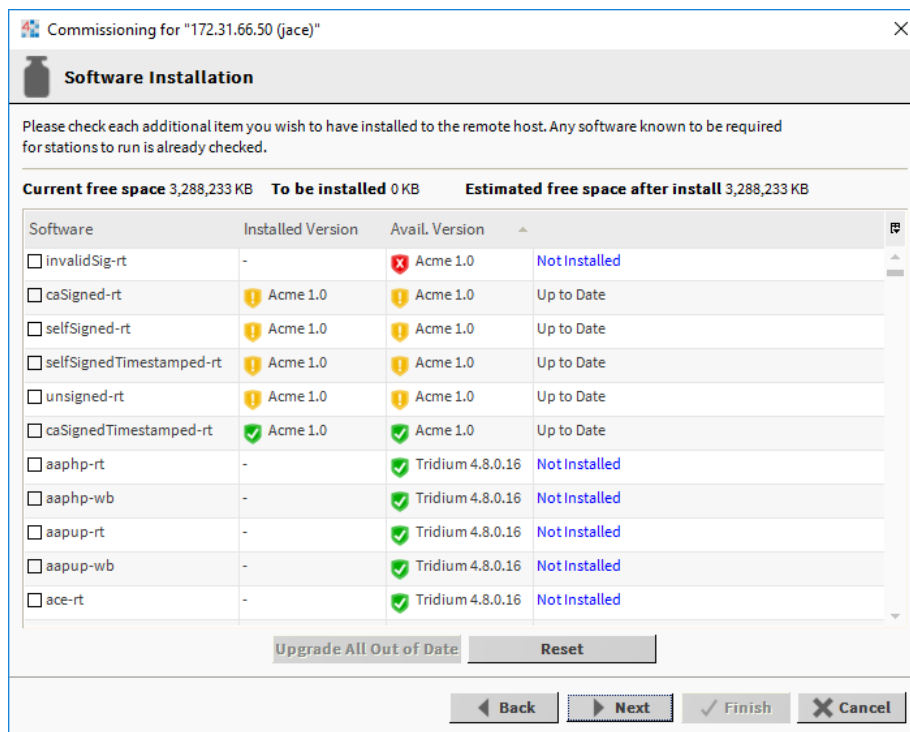 Commissioning for "172.31.66.50 (jace)"
Software Installation
Please check each additional item you wish to have installed to the remote host. Any software known to be required
for stations to run is already checked.
Current free space 3,288,233 KB To be installed 0 KB Estimated free space after install 3,288,233 KB
Software Installed Version Avail. Version
invalidSig-rt - Acme 1.0 Not Installed
caSigned-rt Acme 1.0 Acme 1.0 Up to Date
selfSigned-rt Acme 1.0 Acme 1.0 Up to Date
selfSignedTimestamped-rt Acme 1.0 Acme 1.0 Up to Date
unsigned-rt Acme 1.0 Acme 1.0 Up to Date
caSignedTimestamped-rt Acme 1.0 Acme 1.0 Up to Date
aaphp-rt - Tridium 4.8.0.16 Not Installed
aaphp-wb - Tridium 4.8.0.16 Not Installed
aapup-rt - Tridium 4.8.0.16 Not Installed
aapup-wb - Tridium 4.8.0.16 Not Installed
ace-rt - Tridium 4.8.0.16 Not Installed
Upgrade All Out of Date Reset
Back Next Finish Cancel